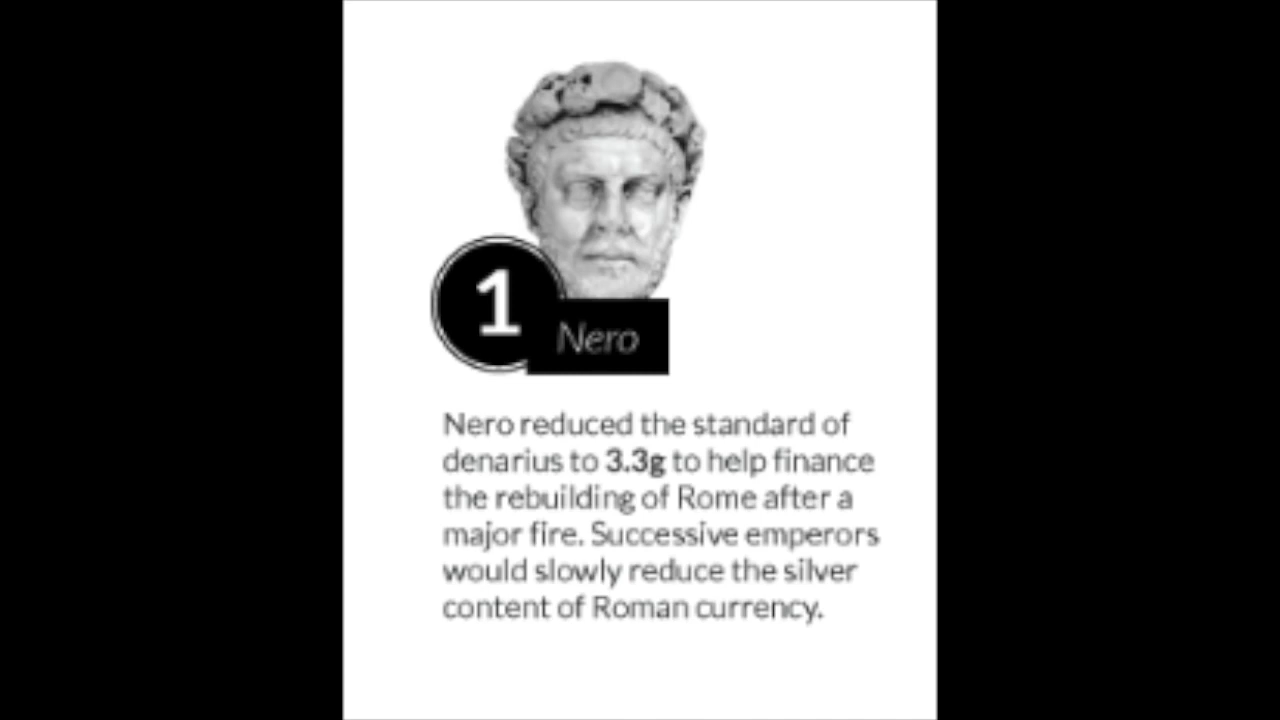 1
Nero
Nero reduced the standard of
denarius to 3.3g to help finance
the rebuilding of Rome after a
major fire. Successive emperors
would slowly reduce the silver
content of Roman currency.